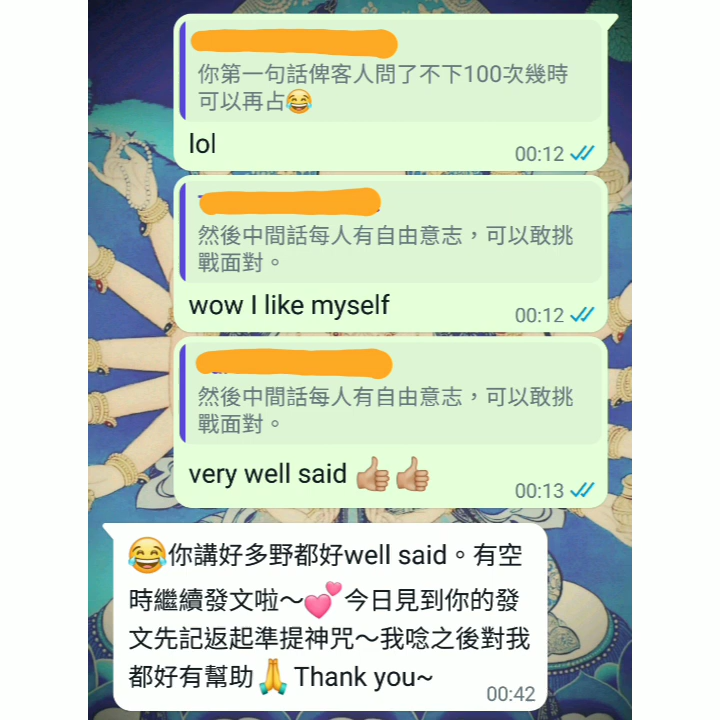 你第一句話俾客人問了不下100次幾時
可以再占😂
lol
00:12
然後中間話每人有自由意志，可以敢挑
戰面對。
wow I like myself
00:12
然後中間話每人有自由意志，可以敢挑
戰面對。
very well said 👍🏼👍🏼
00:13
😂你講好多野都好well said。有空
時繼續發文啦～💕今日見到你的發
文先記返起準提神咒～我唸之後對我
都好有幫助🙏Thank you~
00:42